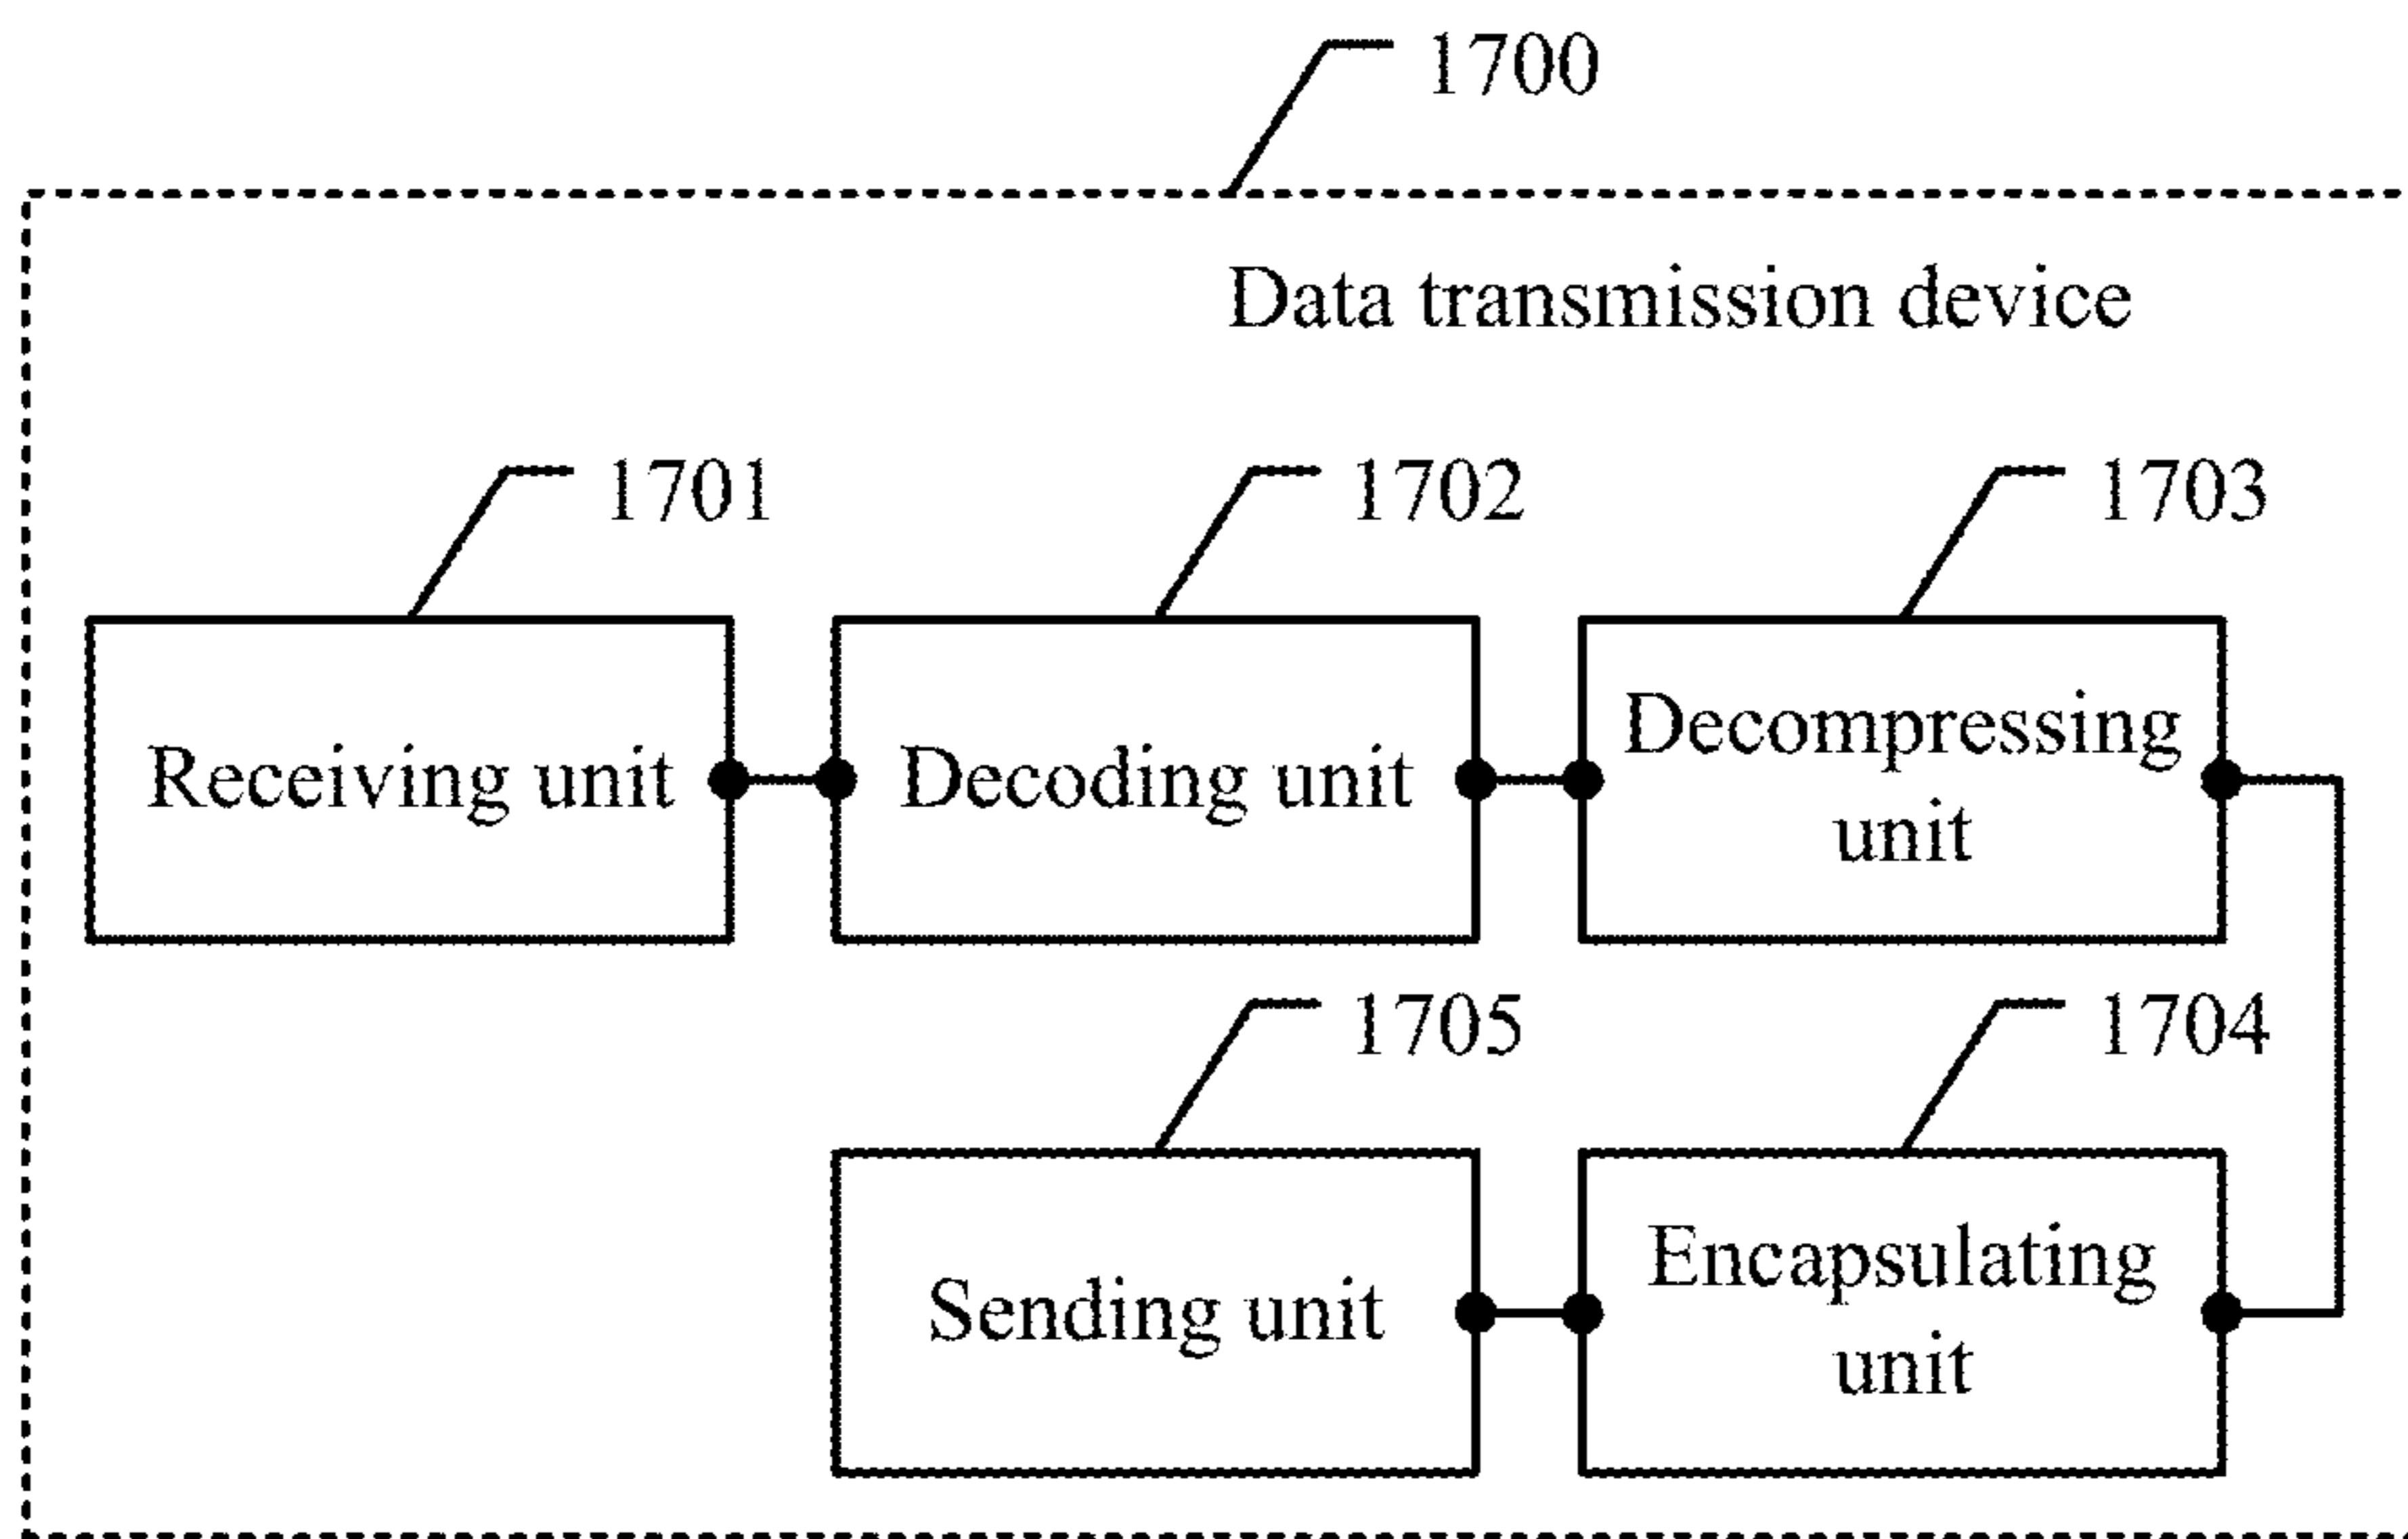 1700
Data transmission device
1701
1702
1703
Receiving unit
Decoding unit
Decompressing
unit
1705
1704
Sending unit
Encapsulating
unit